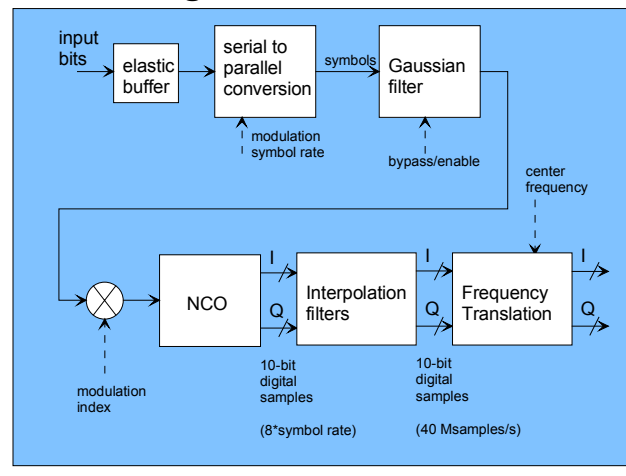 input
bits
elastic
buffer
serial to
parallel
conversion
symbols
Gaussian
filter
modulation
symbol rate
bypass/enable
center
frequency
NCO
I
Q
Interpolation
filters
I
Q
Frequency
Translation
I
Q
modulation
index
10-bit
digital
samples
(8*symbol rate)
10-bit
digital
samples
(40 Msamples/s)